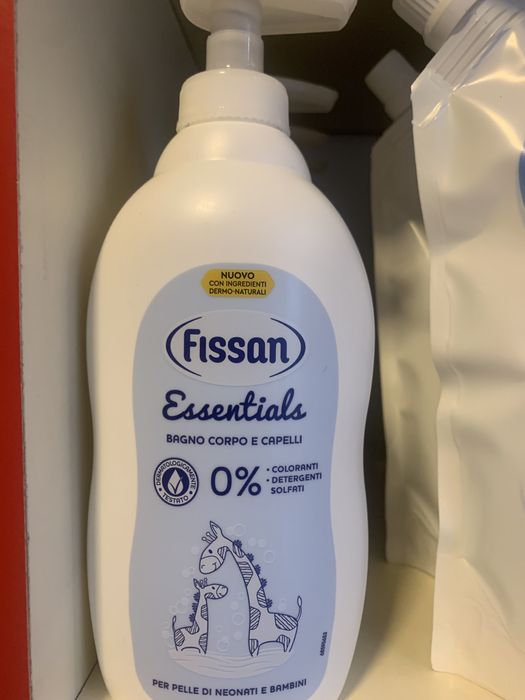 NUOVO
CON INGREDIENTI
DERMO-NATURALI
Fissan
Essentials
BAGNO CORPO E CAPELLI
DERMATOLOGICAMENTE
TESTATO
0%
• COLORANTI
• DETERGENTI
SOLFATI
PER PELLE DI NEONATI E BAMBINI